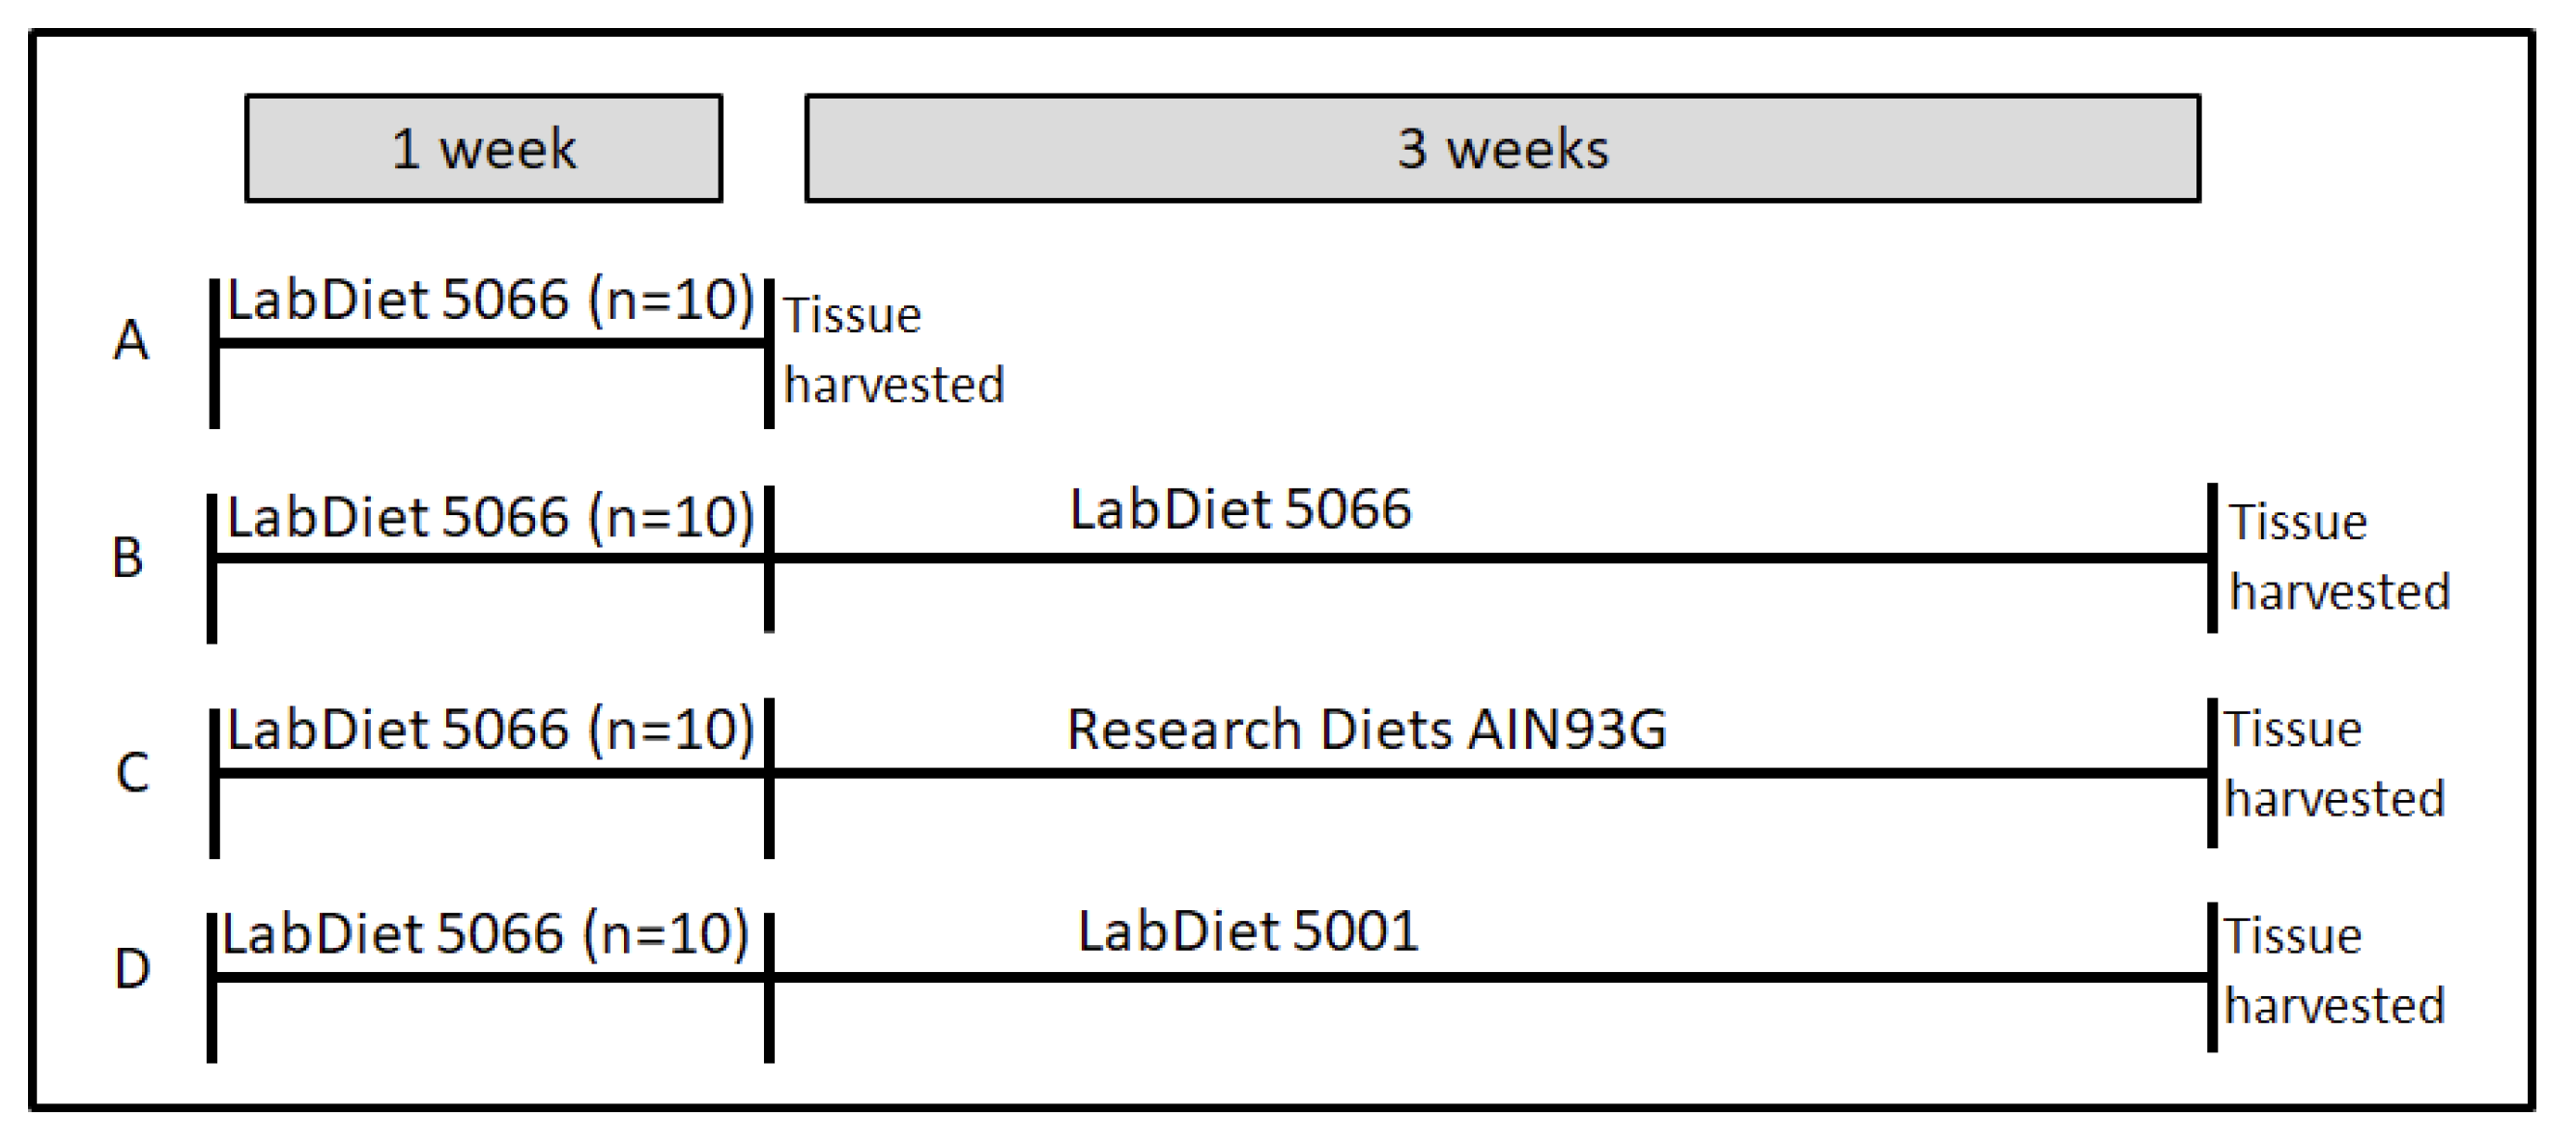 1 week
3 weeks
A
LabDiet 5066 (n=10)
Tissue
harvested
B
LabDiet 5066 (n=10)
LabDiet 5066
Tissue
harvested
C
LabDiet 5066 (n=10)
Research Diets AIN93G
Tissue
harvested
D
LabDiet 5066 (n=10)
LabDiet 5001
Tissue
harvested